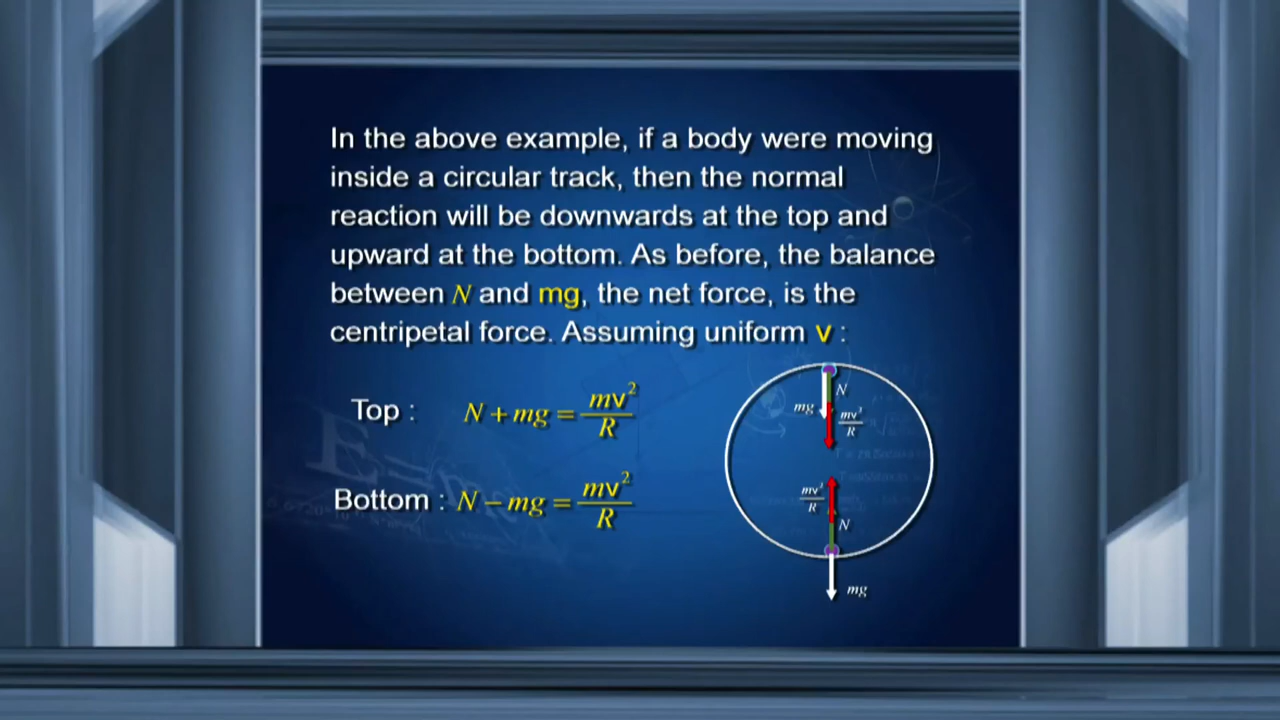 In the above example, if a body were moving
inside a circular track, then the normal
reaction will be downwards at the top and
upward at the bottom. As before, the balance
between N and mg, the net force, is the
centripetal force. Assuming uniform v :
Top : N + mg = mv²/R
Bottom : N − mg = mv²/R
N
mg
mv²/R
mv²/R
N
mg